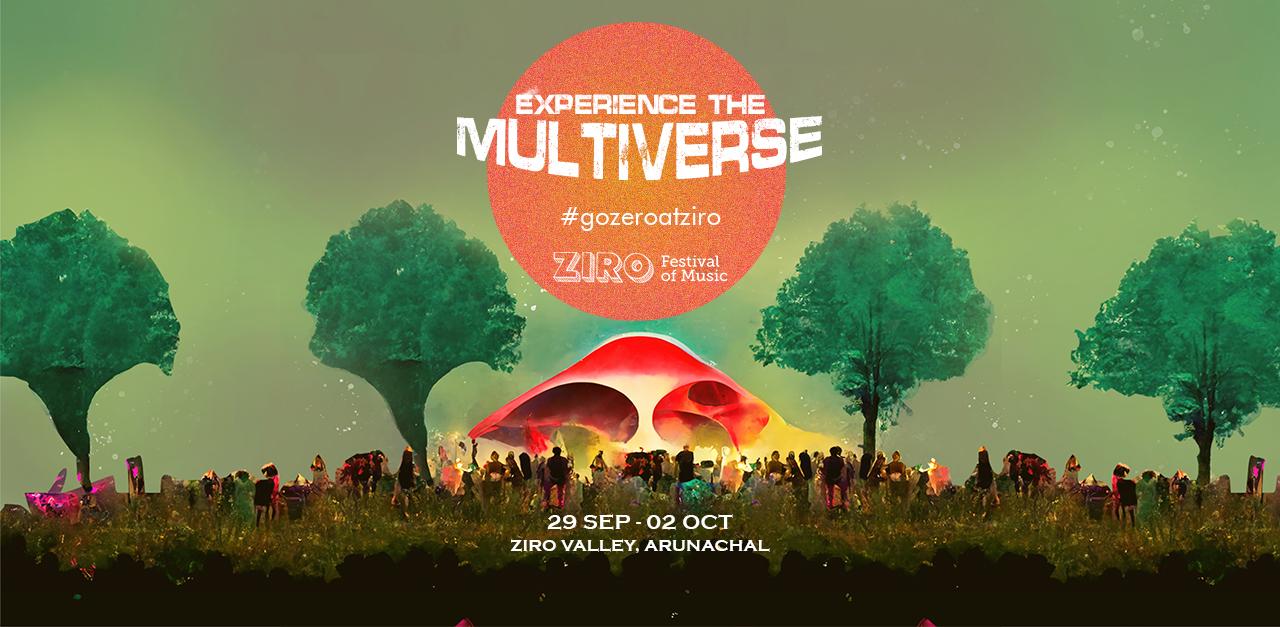 EXPERIENCE THE
MULTIVERSE
#gozeroatziro
ZIRO Festival
of Music
29 SEP - 02 OCT
ZIRO VALLEY, ARUNACHAL